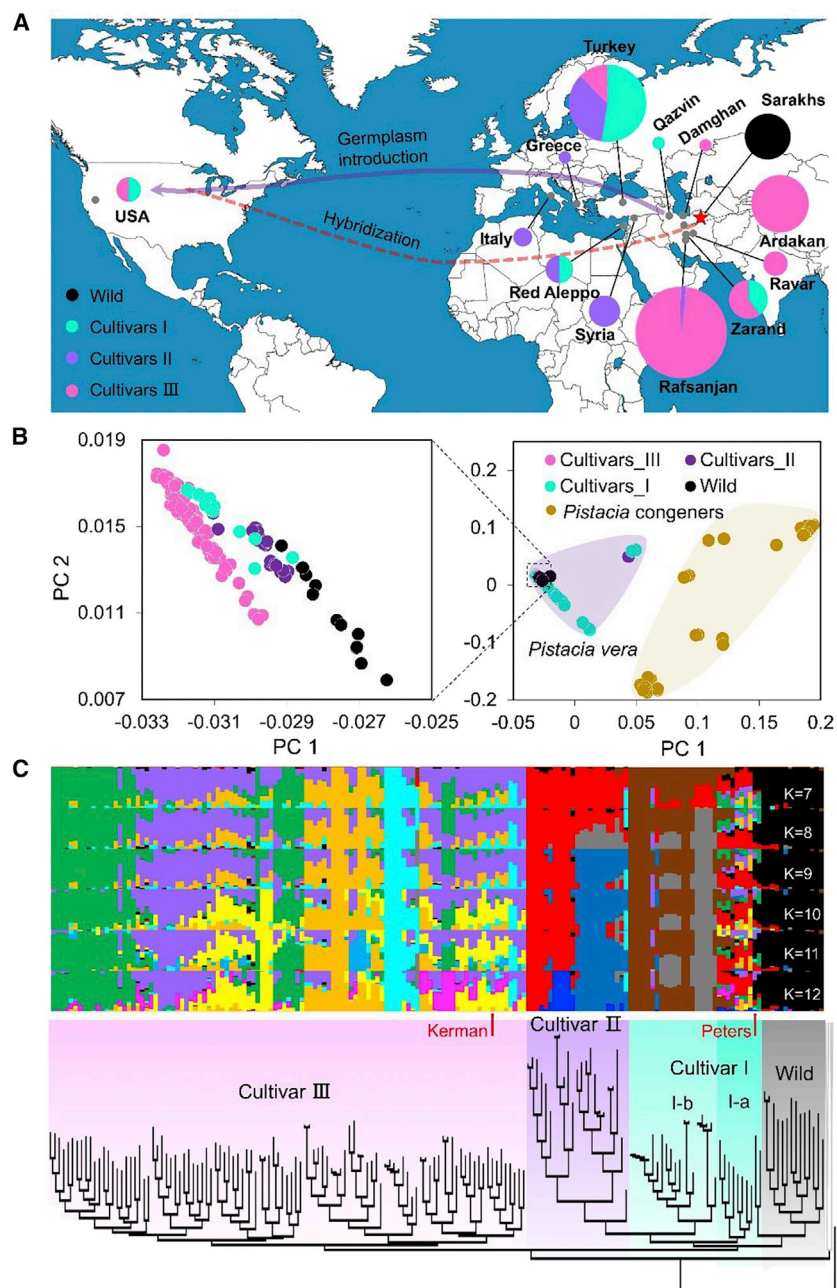 A
Turkey
Qazvin
Damghan
Sarakhs
Germplasm
introduction
Greece
USA
Hybridization
Italy
Ardakan
Red Aleppo
Ravar
Wild
Cultivars I
Syria
Zarand
Cultivars II
Cultivars III
Rafsanjan
B
0.019
0.015
0.011
0.007
PC 2
-0.033
-0.031
-0.029
-0.027
-0.025
PC 1
Cultivars_III
Cultivars_II
Cultivars_I
Wild
Pistacia congeners
0.2
0.1
0
-0.1
-0.2
Pistacia vera
-0.05
0
0.05
0.1
0.15
0.2
PC 1
C
K=7
K=8
K=9
K=10
K=11
K=12
Kerman
Peters
Cultivar II
Cultivar III
Cultivar I
Wild
I-b
I-a